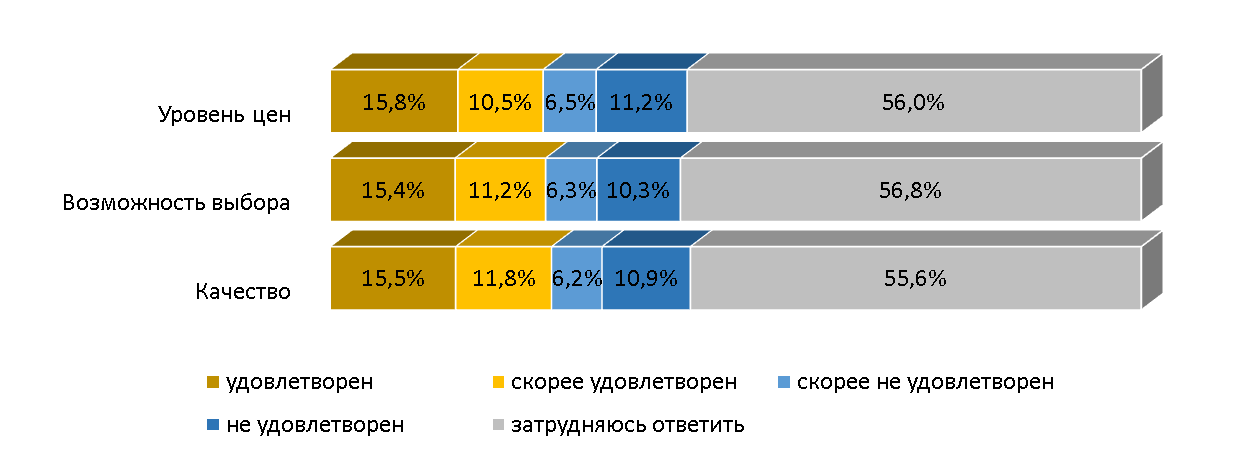 Уровень цен 15,8% 10,5% 6,5% 11,2% 56,0%
Возможность выбора 15,4% 11,2% 6,3% 10,3% 56,8%
Качество 15,5% 11,8% 6,2% 10,9% 55,6%
удовлетворен скорее удовлетворен скорее не удовлетворен
не удовлетворен затрудняюсь ответить